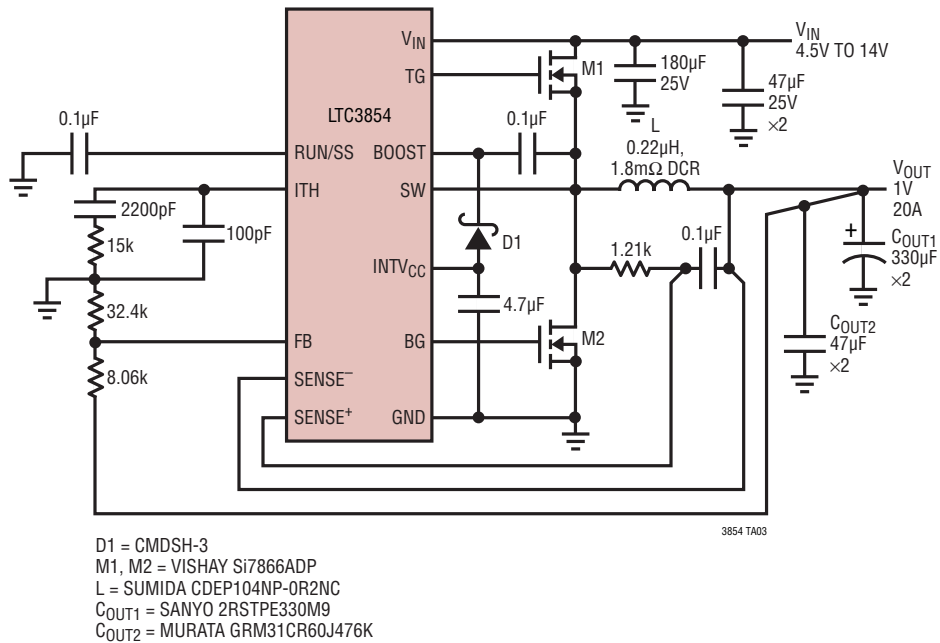 V_IN
4.5V TO 14V
V_IN
TG
M1
180µF
25V
47µF
25V
×2
LTC3854
0.1µF
0.1µF
L
0.22µH,
1.8mΩ DCR
RUN/SS
BOOST
ITH
SW
V_OUT
1V
20A
2200pF
100pF
15k
D1
1.21k
0.1µF
+
C_OUT1
330µF
×2
INTV_CC
4.7µF
32.4k
FB
BG
M2
C_OUT2
47µF
×2
8.06k
SENSE⁻
SENSE⁺
GND
3854 TA03
D1 = CMDSH-3
M1, M2 = VISHAY Si7866ADP
L = SUMIDA CDEP104NP-0R2NC
C_OUT1 = SANYO 2RSTPE330M9
C_OUT2 = MURATA GRM31CR60J476K